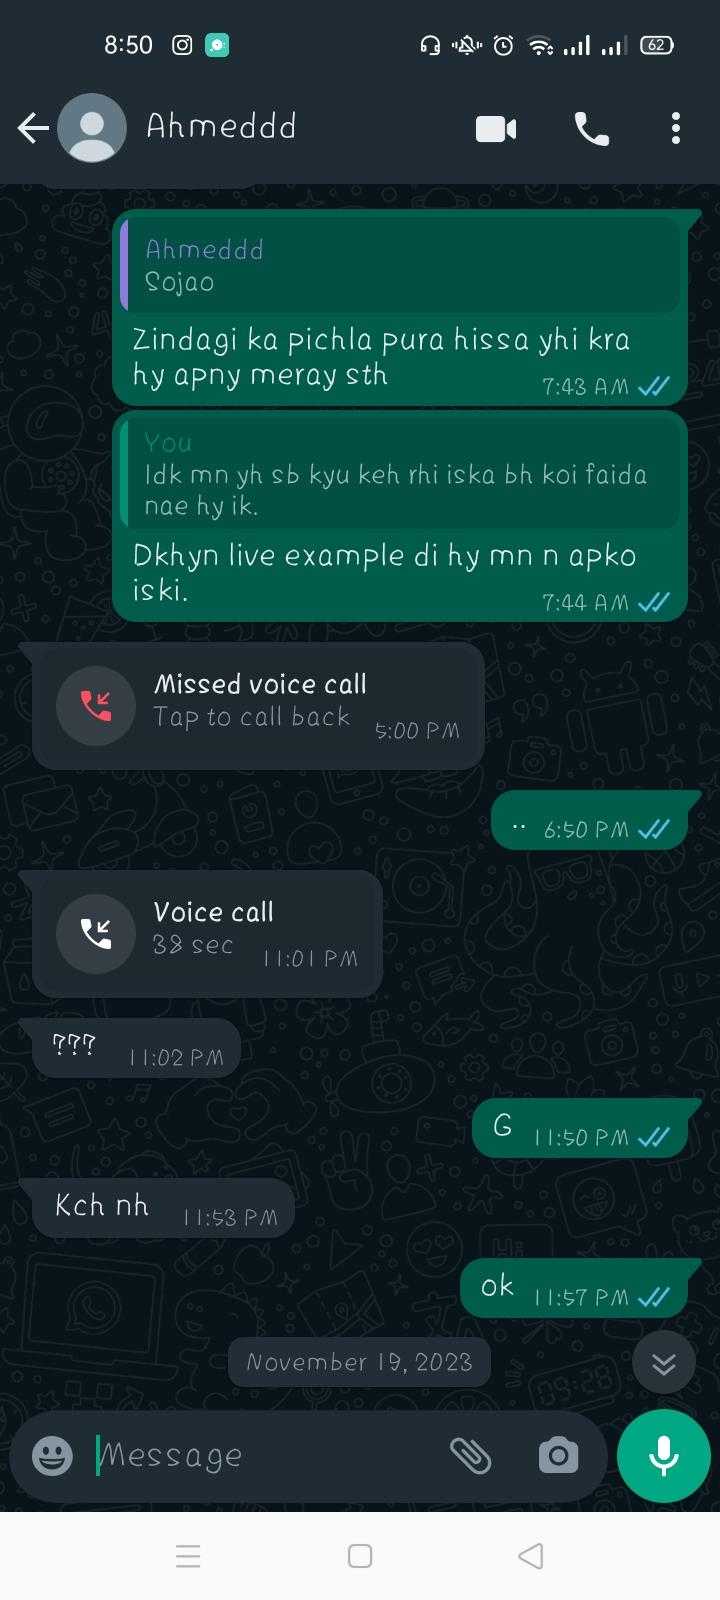 8:50
62
Ahmeddd
Ahmeddd
Sojao
Zindagi ka pichla pura hissa yhi kra
hy apny meray sth
7:43 AM
You
Idk mn yh sb kyu keh rhi iska bh koi faida
nae hy ik.
Dkhyn live example di hy mn n apko
iski.
7:44 AM
Missed voice call
Tap to call back
5:00 PM
.. 6:50 PM
Voice call
38 sec
11:01 PM
??? 11:02 PM
G 11:50 PM
Kch nh 11:53 PM
ok 11:57 PM
November 19, 2023
Message